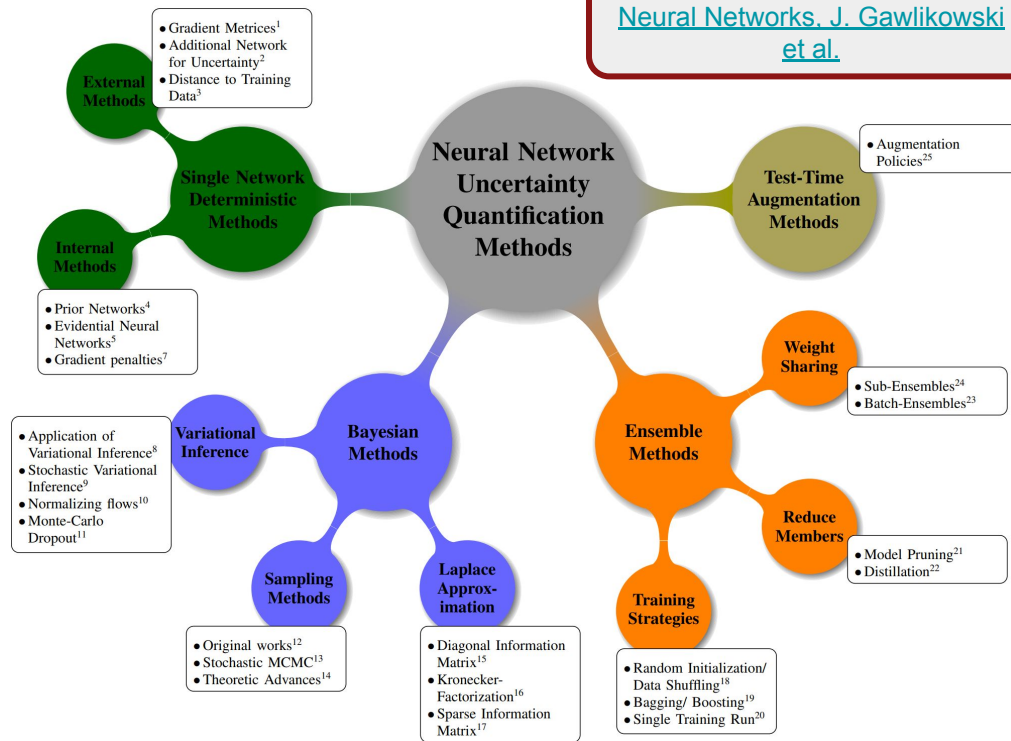 Neural Networks, J. Gawlikowski
et al.
• Gradient Metrices1
• Additional Network
for Uncertainty2
• Distance to Training
Data3
External
Methods
Single Network
Deterministic
Methods
Internal
Methods
• Prior Networks4
• Evidential Neural
Networks5
• Gradient penalties7
Neural Network
Uncertainty
Quantification
Methods
Test-Time
Augmentation
Methods
• Augmentation
Policies25
Bayesian
Methods
Variational
Inference
• Application of
Variational Inference8
• Stochastic Variational
Inference9
• Normalizing flows10
• Monte-Carlo
Dropout11
Sampling
Methods
• Original works12
• Stochastic MCMC13
• Theoretic Advances14
Laplace
Approx-
imation
• Diagonal Information
Matrix15
• Kronecker-
Factorization16
• Sparse Information
Matrix17
Ensemble
Methods
Weight
Sharing
• Sub-Ensembles24
• Batch-Ensembles23
Reduce
Members
• Model Pruning21
• Distillation22
Training
Strategies
• Random Initialization/
Data Shuffling18
• Bagging/ Boosting19
• Single Training Run20